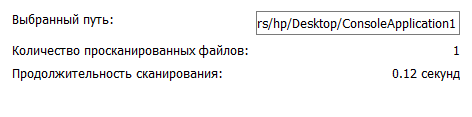 Выбранный путь: rs/hp/Desktop/ConsoleApplication1
Количество просканированных файлов: 1
Продолжительность сканирования: 0.12 секунд